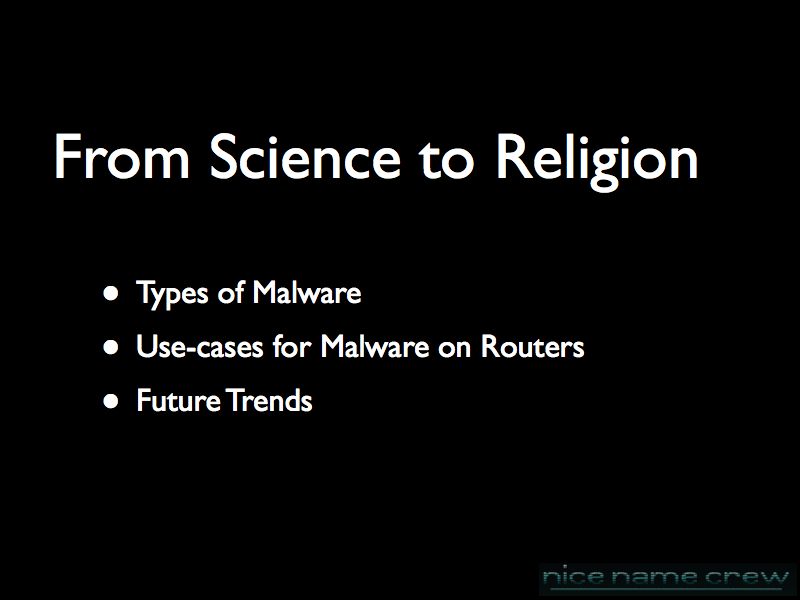 From Science to Religion
• Types of Malware
• Use-cases for Malware on Routers
• Future Trends
nice name crew